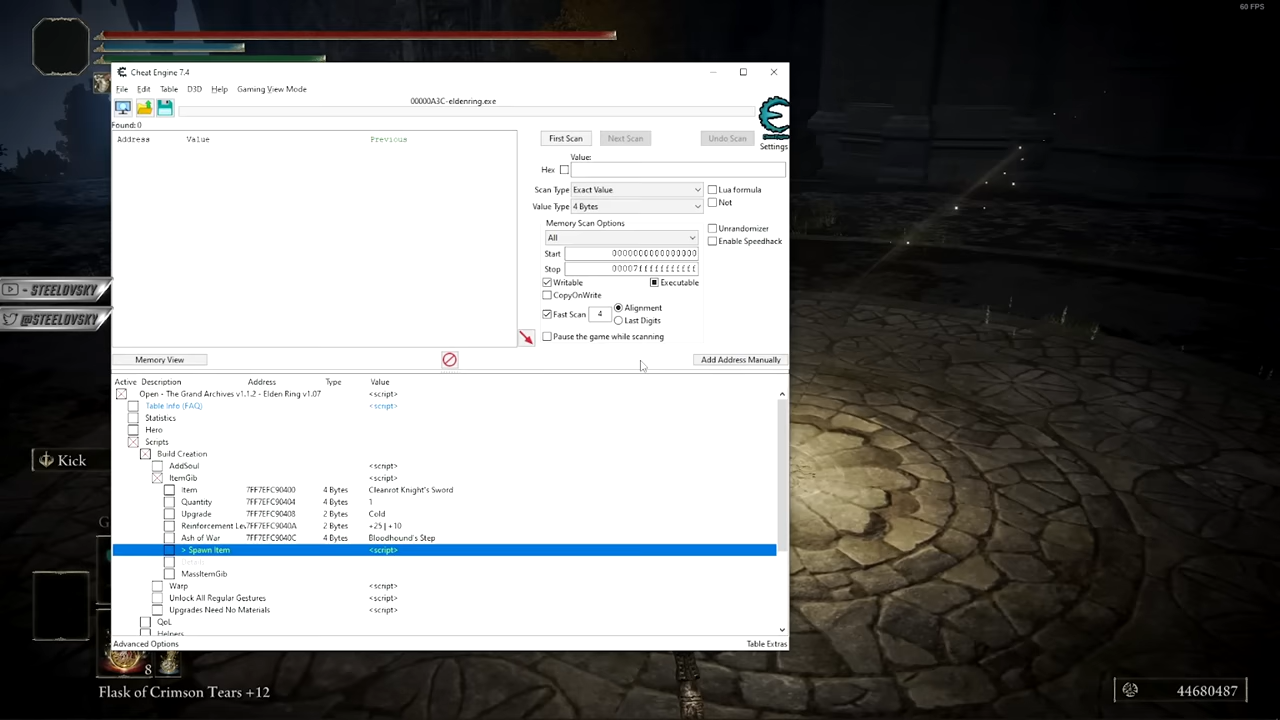 60 FPS
Cheat Engine 7.4
File Edit Table D3D Help Gaming View Mode
00000A3C-eldenring.exe
Found: 0
Address Value Previous
First Scan Next Scan Undo Scan
Settings
Value:
Hex
Scan Type Exact Value Lua formula
Not
Value Type 4 Bytes
Memory Scan Options
All
Unrandomizer
Enable Speedhack
Start 0000000000000000
Stop 00007fffffffffff
Writable Executable
CopyOnWrite
Fast Scan 4 Alignment
Last Digits
Pause the game while scanning
- STEELOVSKY
@STEELOVSKY
Memory View Add Address Manually
Active Description Address Type Value
Open - The Grand Archives v1.1.2 - Elden Ring v1.07 <script>
Table Info (FAQ) <script>
Statistics
Hero
Scripts <script>
Build Creation
AddSoul <script>
ItemGib <script>
Item 7FF7EFC90400 4 Bytes Cleanrot Knight's Sword
Quantity 7FF7EFC90404 4 Bytes 1
Upgrade 7FF7EFC90408 2 Bytes Cold
Reinforcement Lev 7FF7EFC9040A 2 Bytes +25 | +10
Ash of War 7FF7EFC9040C 4 Bytes Bloodhound's Step
> Spawn Item <script>
MassItemGib
Warp <script>
Unlock All Regular Gestures <script>
Upgrades Need No Materials <script>
QoL
Helpers
Advanced Options Table Extras
Kick
8
Flask of Crimson Tears +12
44680487